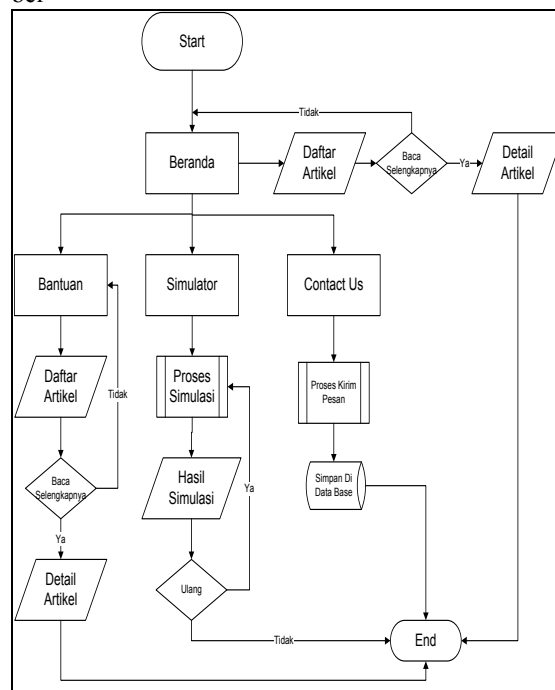 Start
Tidak
Beranda
Daftar
Artikel
Baca
Selengkapnya
Ya
Detail
Artikel
Bantuan
Simulator
Contact Us
Daftar
Artikel
Tidak
Proses
Simulasi
Proses Kirim
Pesan
Baca
Selengkapnya
Hasil
Simulasi
Ya
Simpan Di
Data Base
Ya
Detail
Artikel
Ulang
Tidak
End